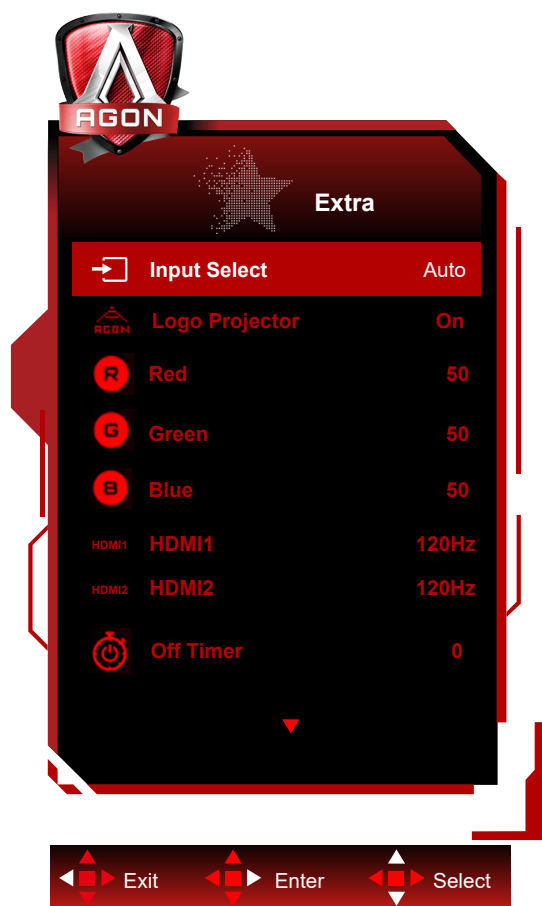 AGON
Extra
Input Select Auto
AGON Logo Projector On
R Red 50
G Green 50
B Blue 50
HDMI1 HDMI1 120Hz
HDMI2 HDMI2 120Hz
Off Timer 0
Exit Enter Select